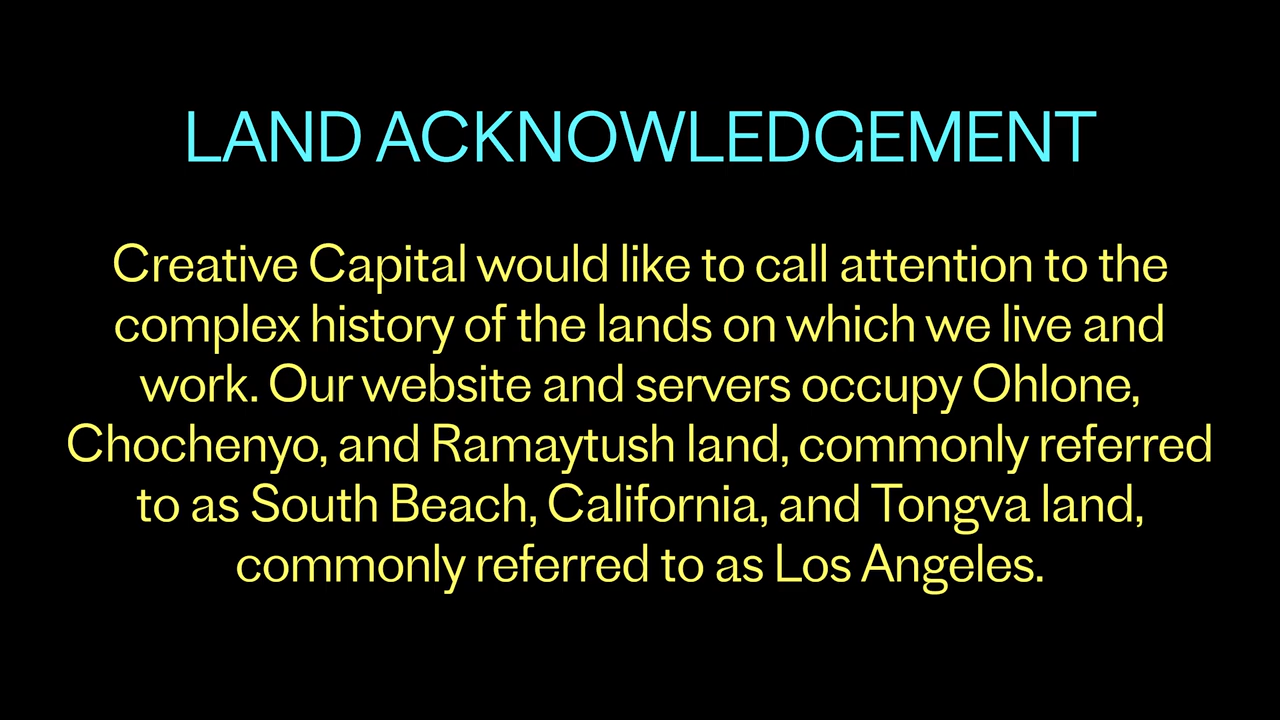 LAND ACKNOWLEDGEMENT
Creative Capital would like to call attention to the
complex history of the lands on which we live and
work. Our website and servers occupy Ohlone,
Chochenyo, and Ramaytush land, commonly referred
to as South Beach, California, and Tongva land,
commonly referred to as Los Angeles.